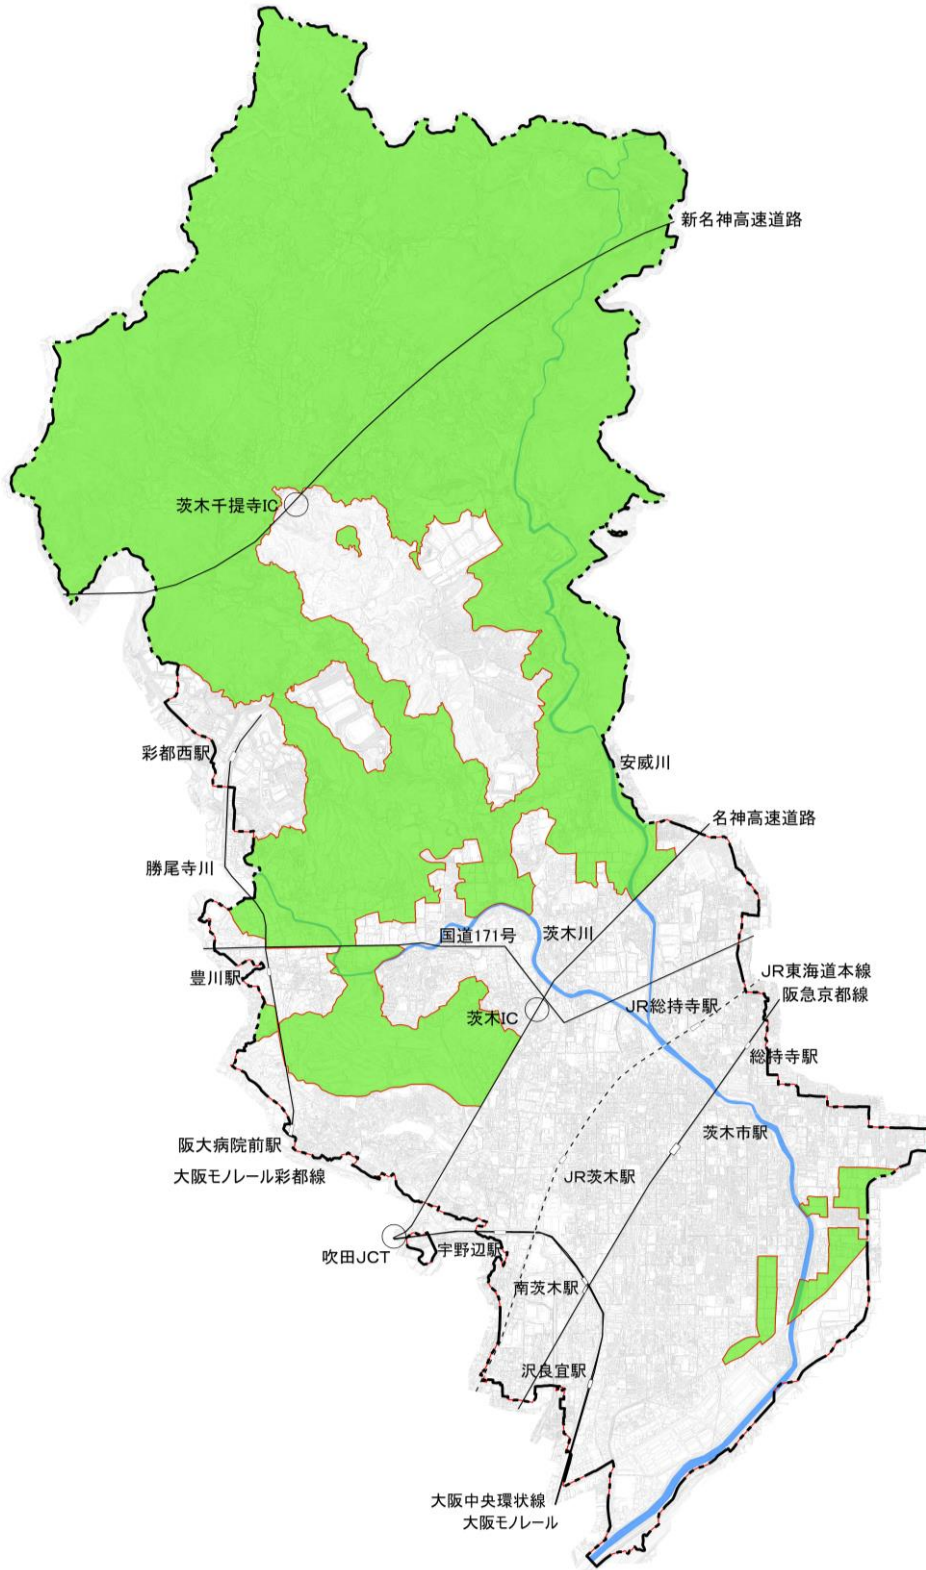 新名神高速道路
茨木千提寺IC
彩都西駅
安威川
名神高速道路
勝尾寺川
国道171号
茨木川
豊川駅
JR東海道本線
阪急京都線
JR総持寺駅
茨木IC
総持寺駅
茨木市駅
阪大病院前駅
大阪モノレール彩都線
JR茨木駅
吹田JCT
宇野辺駅
南茨木駅
沢良宜駅
大阪中央環状線
大阪モノレール